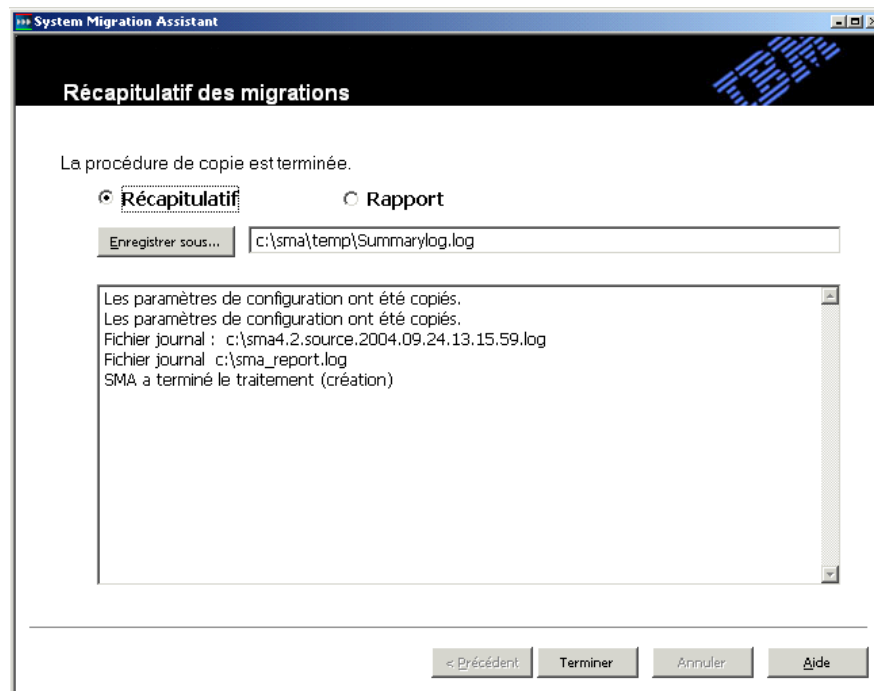 System Migration Assistant
IBM
Récapitulatif des migrations
La procédure de copie est terminée.
Récapitulatif
Rapport
Enregistrer sous...
c:\sma\temp\Summarylog.log
Les paramètres de configuration ont été copiés.
Les paramètres de configuration ont été copiés.
Fichier journal : c:\sma4.2.source.2004.09.24.13.15.59.log
Fichier journal c:\sma_report.log
SMA a terminé le traitement (création)
< Précédent
Terminer
Annuler
Aide